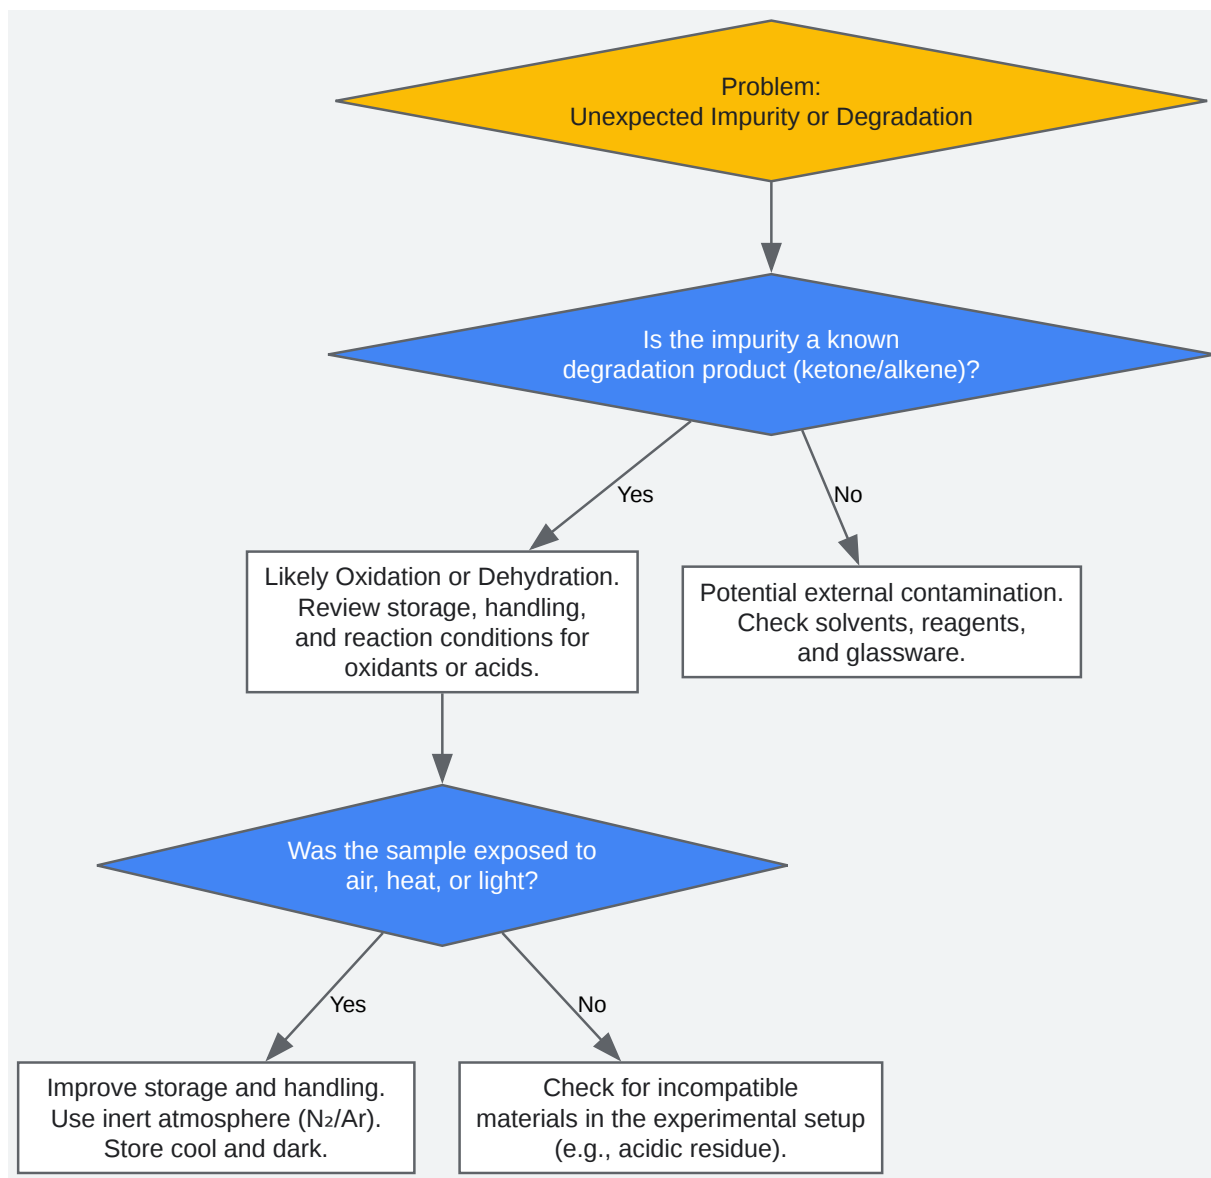 Problem:
Unexpected Impurity or Degradation
Is the impurity a known
degradation product (ketone/alkene)?
Yes
No
Likely Oxidation or Dehydration.
Review storage, handling,
and reaction conditions for
oxidants or acids.
Potential external contamination.
Check solvents, reagents,
and glassware.
Was the sample exposed to
air, heat, or light?
Yes
No
Improve storage and handling.
Use inert atmosphere (N₂/Ar).
Store cool and dark.
Check for incompatible
materials in the experimental setup
(e.g., acidic residue).